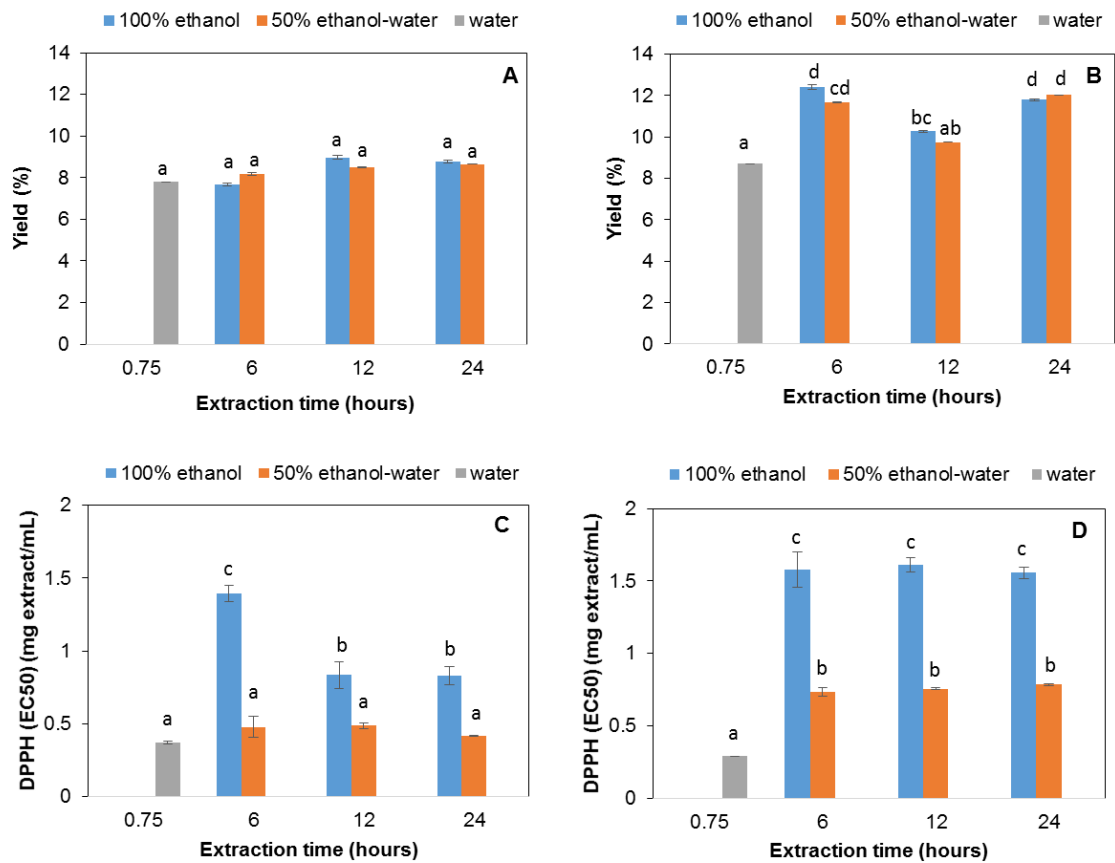 100% ethanol 50% ethanol-water water
A
14
12
10
8
6
4
2
0
Yield (%)
a a a a a a a
0.75 6 12 24
Extraction time (hours)
100% ethanol 50% ethanol-water water
B
14
12
10
8
6
4
2
0
Yield (%)
a d cd bc ab d d
0.75 6 12 24
Extraction time (hours)
100% ethanol 50% ethanol-water water
C
2
1.5
1
0.5
0
DPPH (EC50) (mg extract/mL)
a c a b a b a
0.75 6 12 24
Extraction time (hours)
100% ethanol 50% ethanol-water water
D
2
1.5
1
0.5
0
DPPH (EC50) (mg extract/mL)
a c b c b c b
0.75 6 12 24
Extraction time (hours)